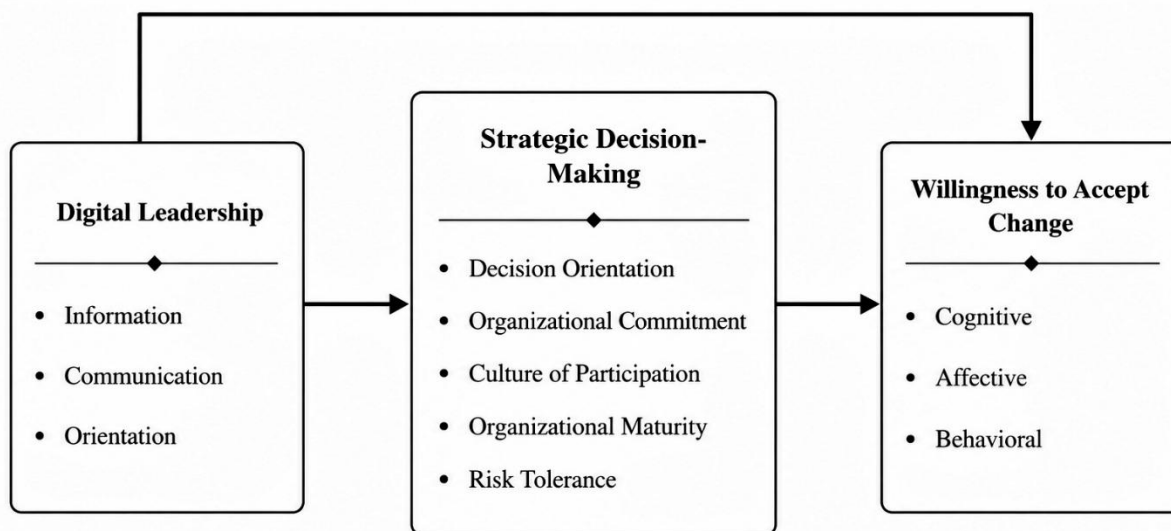 Digital Leadership
Information
Communication
Orientation
Strategic Decision-
Making
Decision Orientation
Organizational Commitment
Culture of Participation
Organizational Maturity
Risk Tolerance
Willingness to Accept
Change
Cognitive
Affective
Behavioral